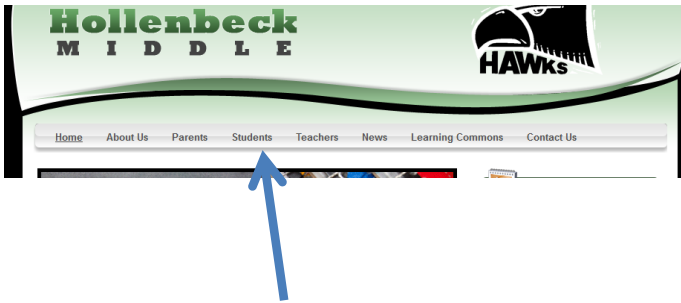 Hollenbeck
MIDDLE
HAWKS
Home About Us Parents Students Teachers News Learning Commons Contact Us